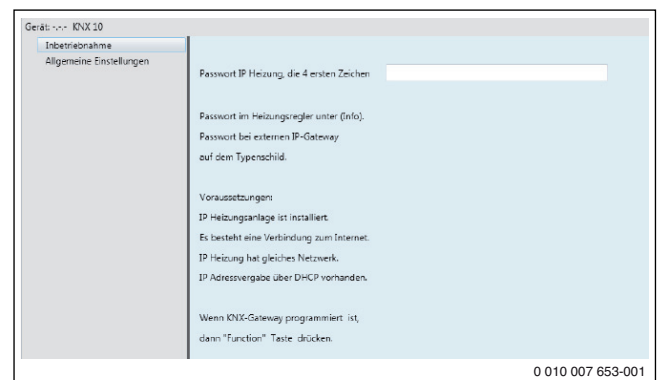 Gerät: -.-.- KNX 10
Inbetriebnahme
Allgemeine Einstellungen
Passwort IP Heizung, die 4 ersten Zeichen
Passwort im Heizungsregler unter (Info).
Passwort bei externen IP-Gateway
auf dem Typenschild.
Voraussetzungen:
IP Heizungsanlage ist installiert.
Es besteht eine Verbindung zum Internet.
IP Heizung hat gleiches Netzwerk.
IP Adressvergabe über DHCP vorhanden.
Wenn KNX-Gateway programmiert ist,
dann "Function" Taste drücken.
0 010 007 653-001